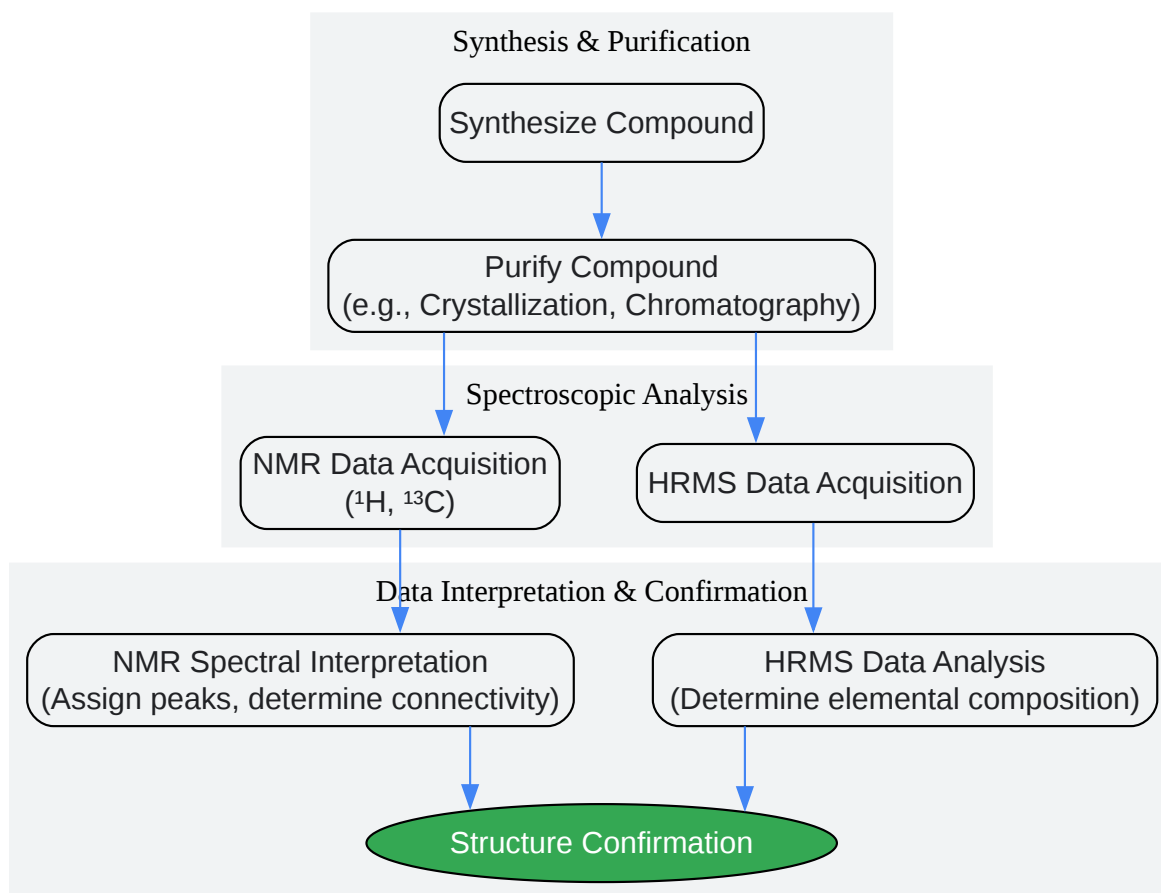 Synthesis & Purification
Synthesize Compound
Purify Compound
(e.g., Crystallization, Chromatography)
Spectroscopic Analysis
NMR Data Acquisition
(¹H, ¹³C)
HRMS Data Acquisition
Data Interpretation & Confirmation
NMR Spectral Interpretation
(Assign peaks, determine connectivity)
HRMS Data Analysis
(Determine elemental composition)
Structure Confirmation